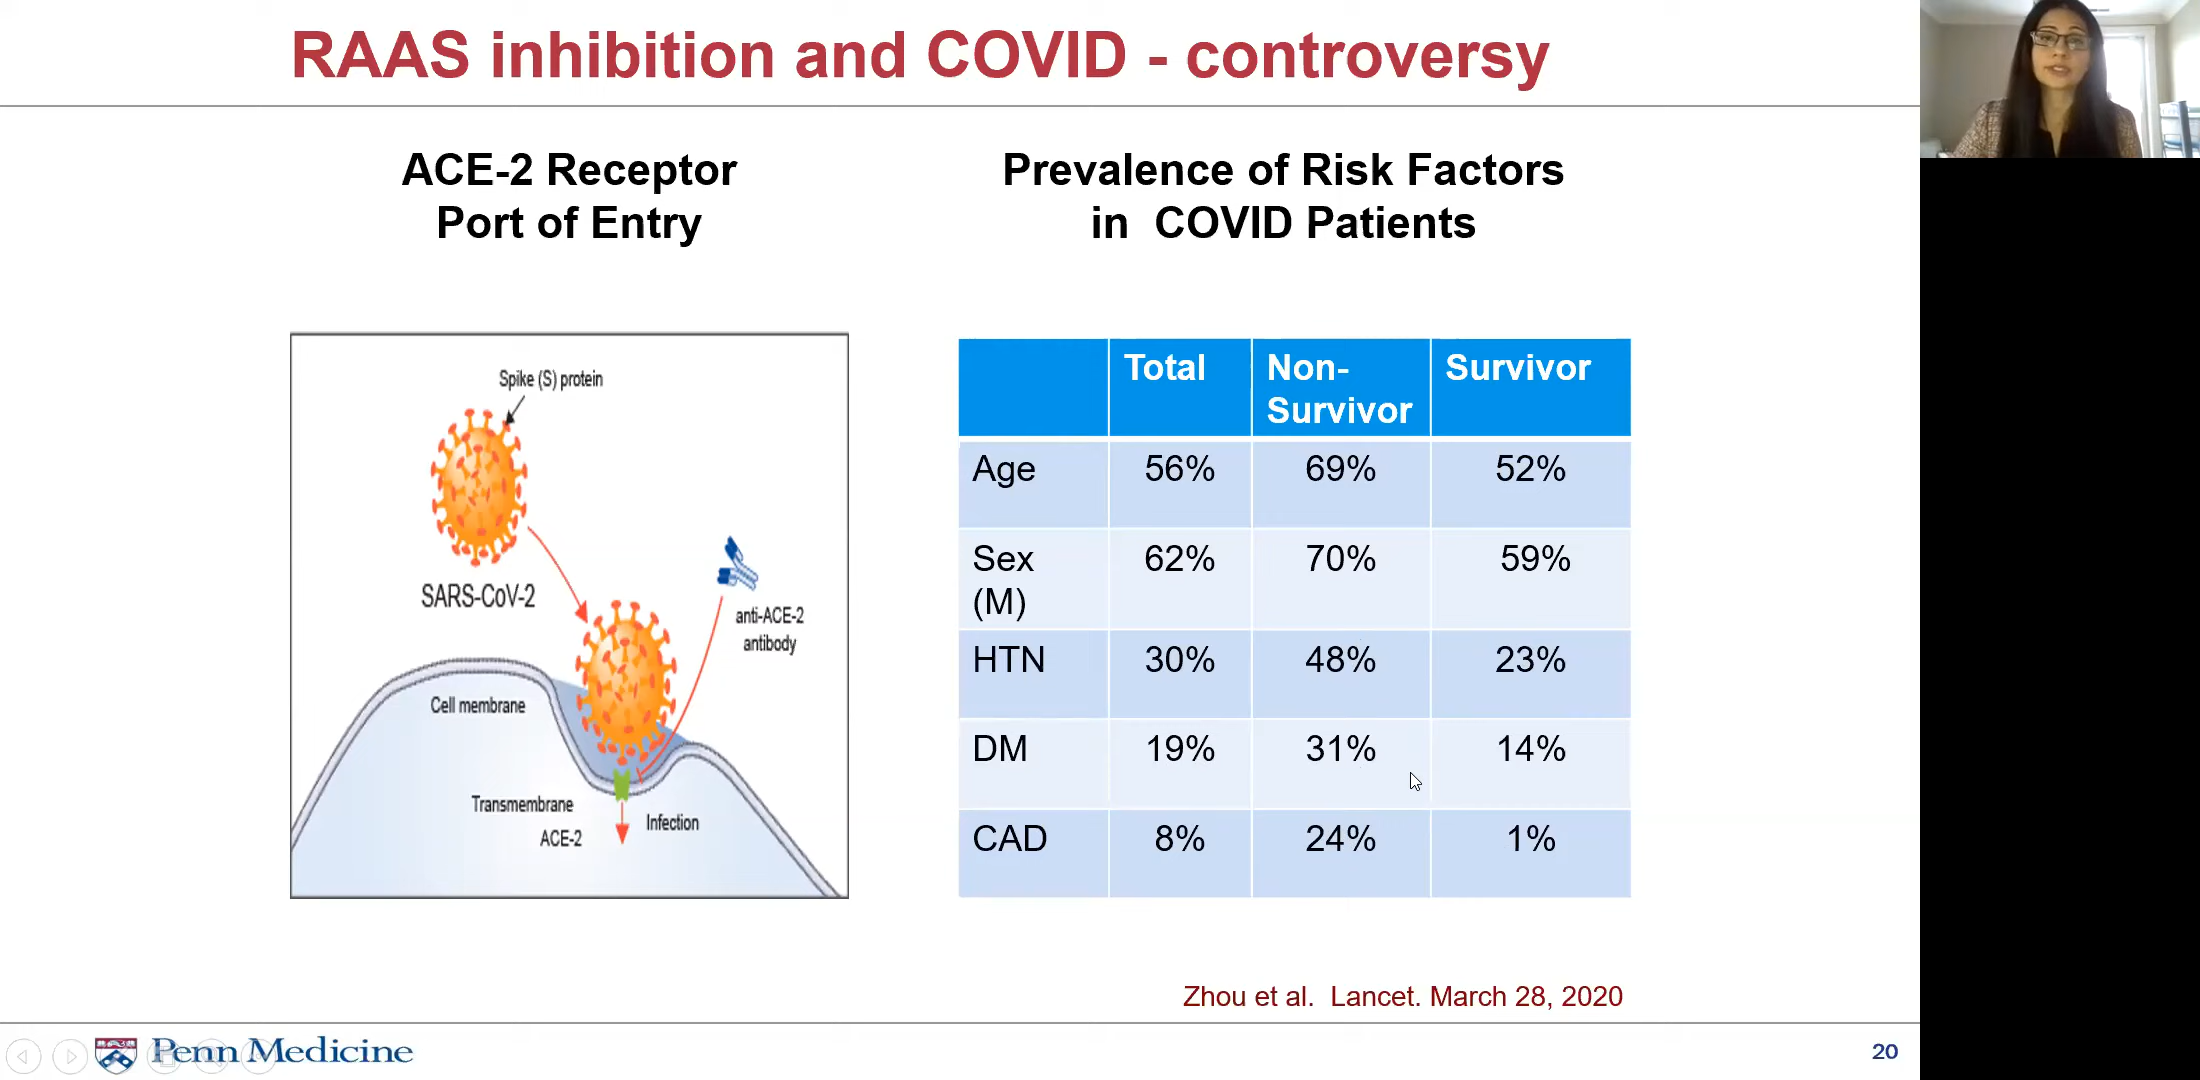 RAAS inhibition and COVID - controversy
ACE-2 Receptor
Port of Entry
Spike (S) protein
SARS-CoV-2
anti-ACE-2
antibody
Cell membrane
Transmembrane
ACE-2
Infection
Prevalence of Risk Factors
in COVID Patients
Total Non-Survivor Survivor
Age 56% 69% 52%
Sex (M) 62% 70% 59%
HTN 30% 48% 23%
DM 19% 31% 14%
CAD 8% 24% 1%
Zhou et al. Lancet. March 28, 2020
Penn Medicine
20